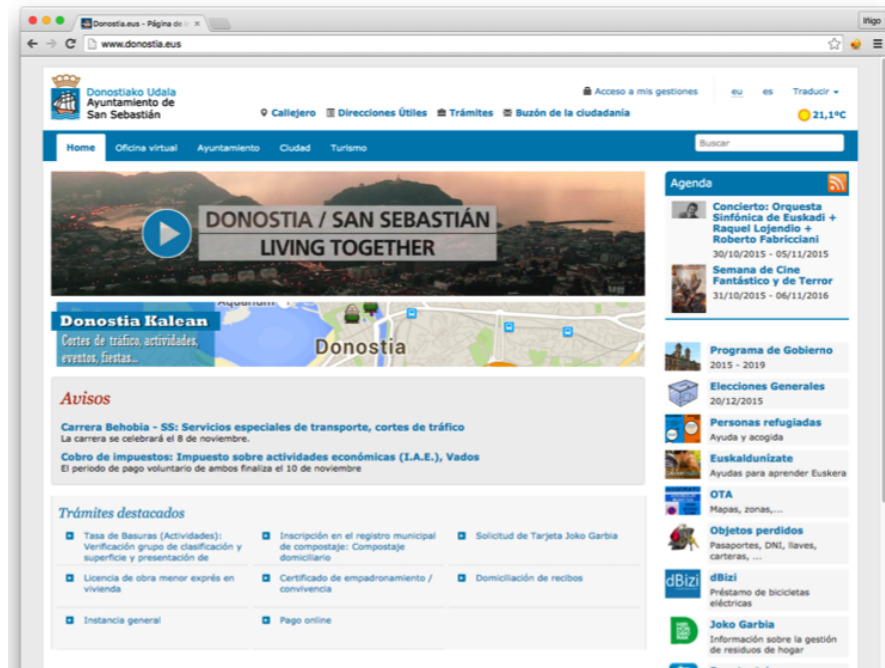 Donostia.eus - Página de
Iñigo
www.donostia.eus
Donostiako Udala
Ayuntamiento de
San Sebastián
Acceso a mis gestiones
eu
es
Traducir
Callejero
Direcciones Útiles
Trámites
Buzón de la ciudadanía
21,1ºC
Home
Oficina virtual
Ayuntamiento
Ciudad
Turismo
Buscar
DONOSTIA / SAN SEBASTIÁN
LIVING TOGETHER
Aquarium
Donostia Kalean
Cortes de tráfico, actividades,
eventos, fiestas...
Donostia
Avisos
Carrera Behobia - SS: Servicios especiales de transporte, cortes de tráfico
La carrera se celebrará el 8 de noviembre.
Cobro de impuestos: Impuesto sobre actividades económicas (I.A.E.), Vados
El periodo de pago voluntario de ambos finaliza el 10 de noviembre
Trámites destacados
Tasa de Basuras (Actividades):
Verificación grupo de clasificación y
superficie y presentación de
Inscripción en el registro municipal
de compostaje: Compostaje
domiciliario
Solicitud de Tarjeta Joko Garbia
Licencia de obra menor exprés en
vivienda
Certificado de empadronamiento /
convivencia
Domiciliación de recibos
Instancia general
Pago online
Agenda
Concierto: Orquesta
Sinfónica de Euskadi +
Raquel Lojendio +
Roberto Fabricciani
30/10/2015 - 05/11/2015
Semana de Cine
Fantástico y de Terror
31/10/2015 - 06/11/2016
Programa de Gobierno
2015 - 2019
Elecciones Generales
20/12/2015
Personas refugiadas
Ayuda y acogida
Euskaldunízate
Ayudas para aprender Euskera
OTA
Mapas, zonas,...
Objetos perdidos
Pasaportes, DNI, llaves,
carteras, ...
dBizi
dBizi
Préstamo de bicicletas
eléctricas
Joko Garbia
Información sobre la gestión
de residuos de hogar